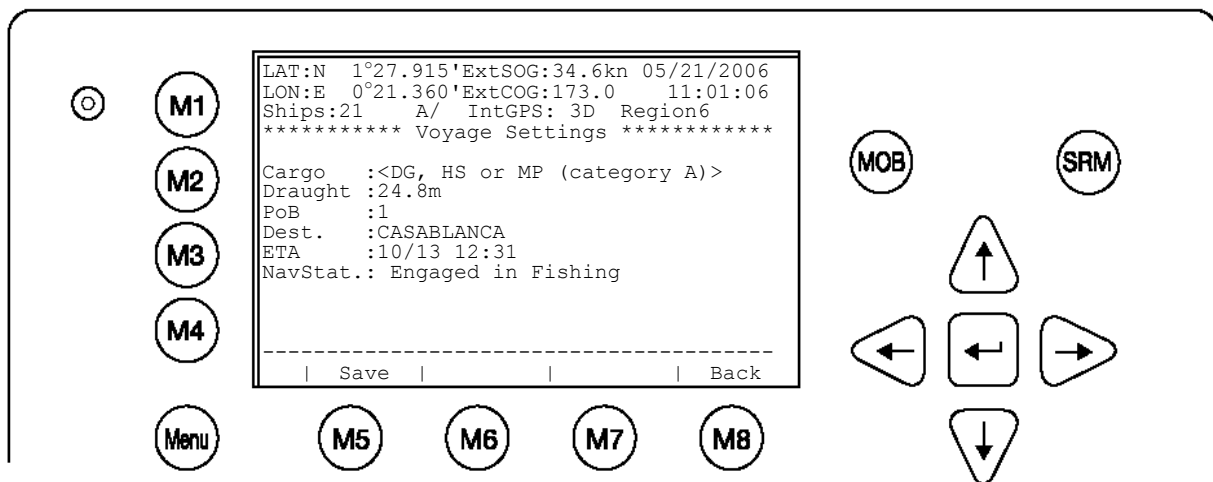 LAT:N 1°27.915'ExtSOG:34.6kn 05/21/2006
LON:E 0°21.360'ExtCOG:173.0 11:01:06
Ships:21 A/ IntGPS: 3D Region6
*********** Voyage Settings ************
Cargo :<DG, HS or MP (category A)>
Draught :24.8m
PoB :1
Dest. :CASABLANCA
ETA :10/13 12:31
NavStat.: Engaged in Fishing
----------------------------------------
| Save | | | Back
M1
M2
M3
M4
Menu
M5
M6
M7
M8
MOB
SRM